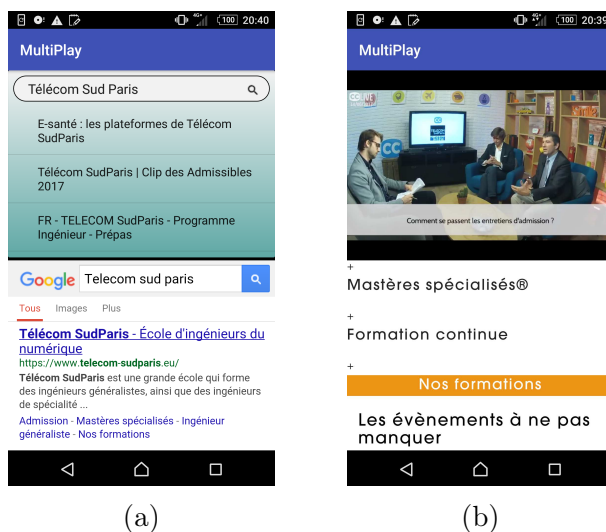 100 20:40
MultiPlay
Télécom Sud Paris
E-santé : les plateformes de Télécom
SudParis
Télécom SudParis | Clip des Admissibles
2017
FR - TELECOM SudParis - Programme
Ingénieur - Prépas
Google Telecom sud paris
Tous Images Plus
Télécom SudParis - École d'ingénieurs du
numérique
https://www.telecom-sudparis.eu/
Télécom SudParis est une grande école qui forme
des ingénieurs généralistes, ainsi que des ingénieurs
de spécialité ...
Admission - Mastères spécialisés - Ingénieur
généraliste - Nos formations
(a)
100 20:39
MultiPlay
Comment se passent les entretiens d'admission ?
+
Mastères spécialisés®
+
Formation continue
+
Nos formations
Les évènements à ne pas
manquer
(b)